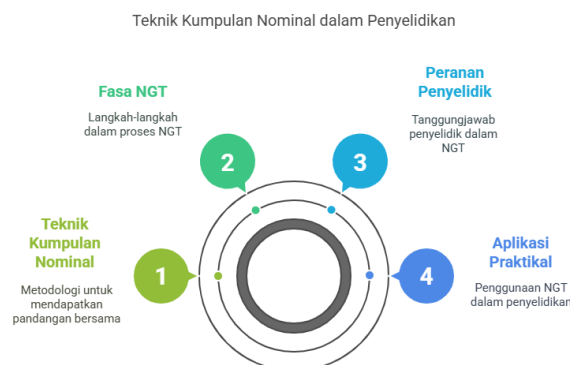 Teknik Kumpulan Nominal dalam Penyelidikan
Fasa NGT
Langkah-langkah
dalam proses NGT
2
Peranan
Penyelidik
Tanggungjawab
penyelidik dalam
NGT
3
Teknik
Kumpulan
Nominal
Metodologi untuk
mendapatkan
pandangan bersama
1
Aplikasi
Praktikal
Penggunaan NGT
dalam penyelidikan
4